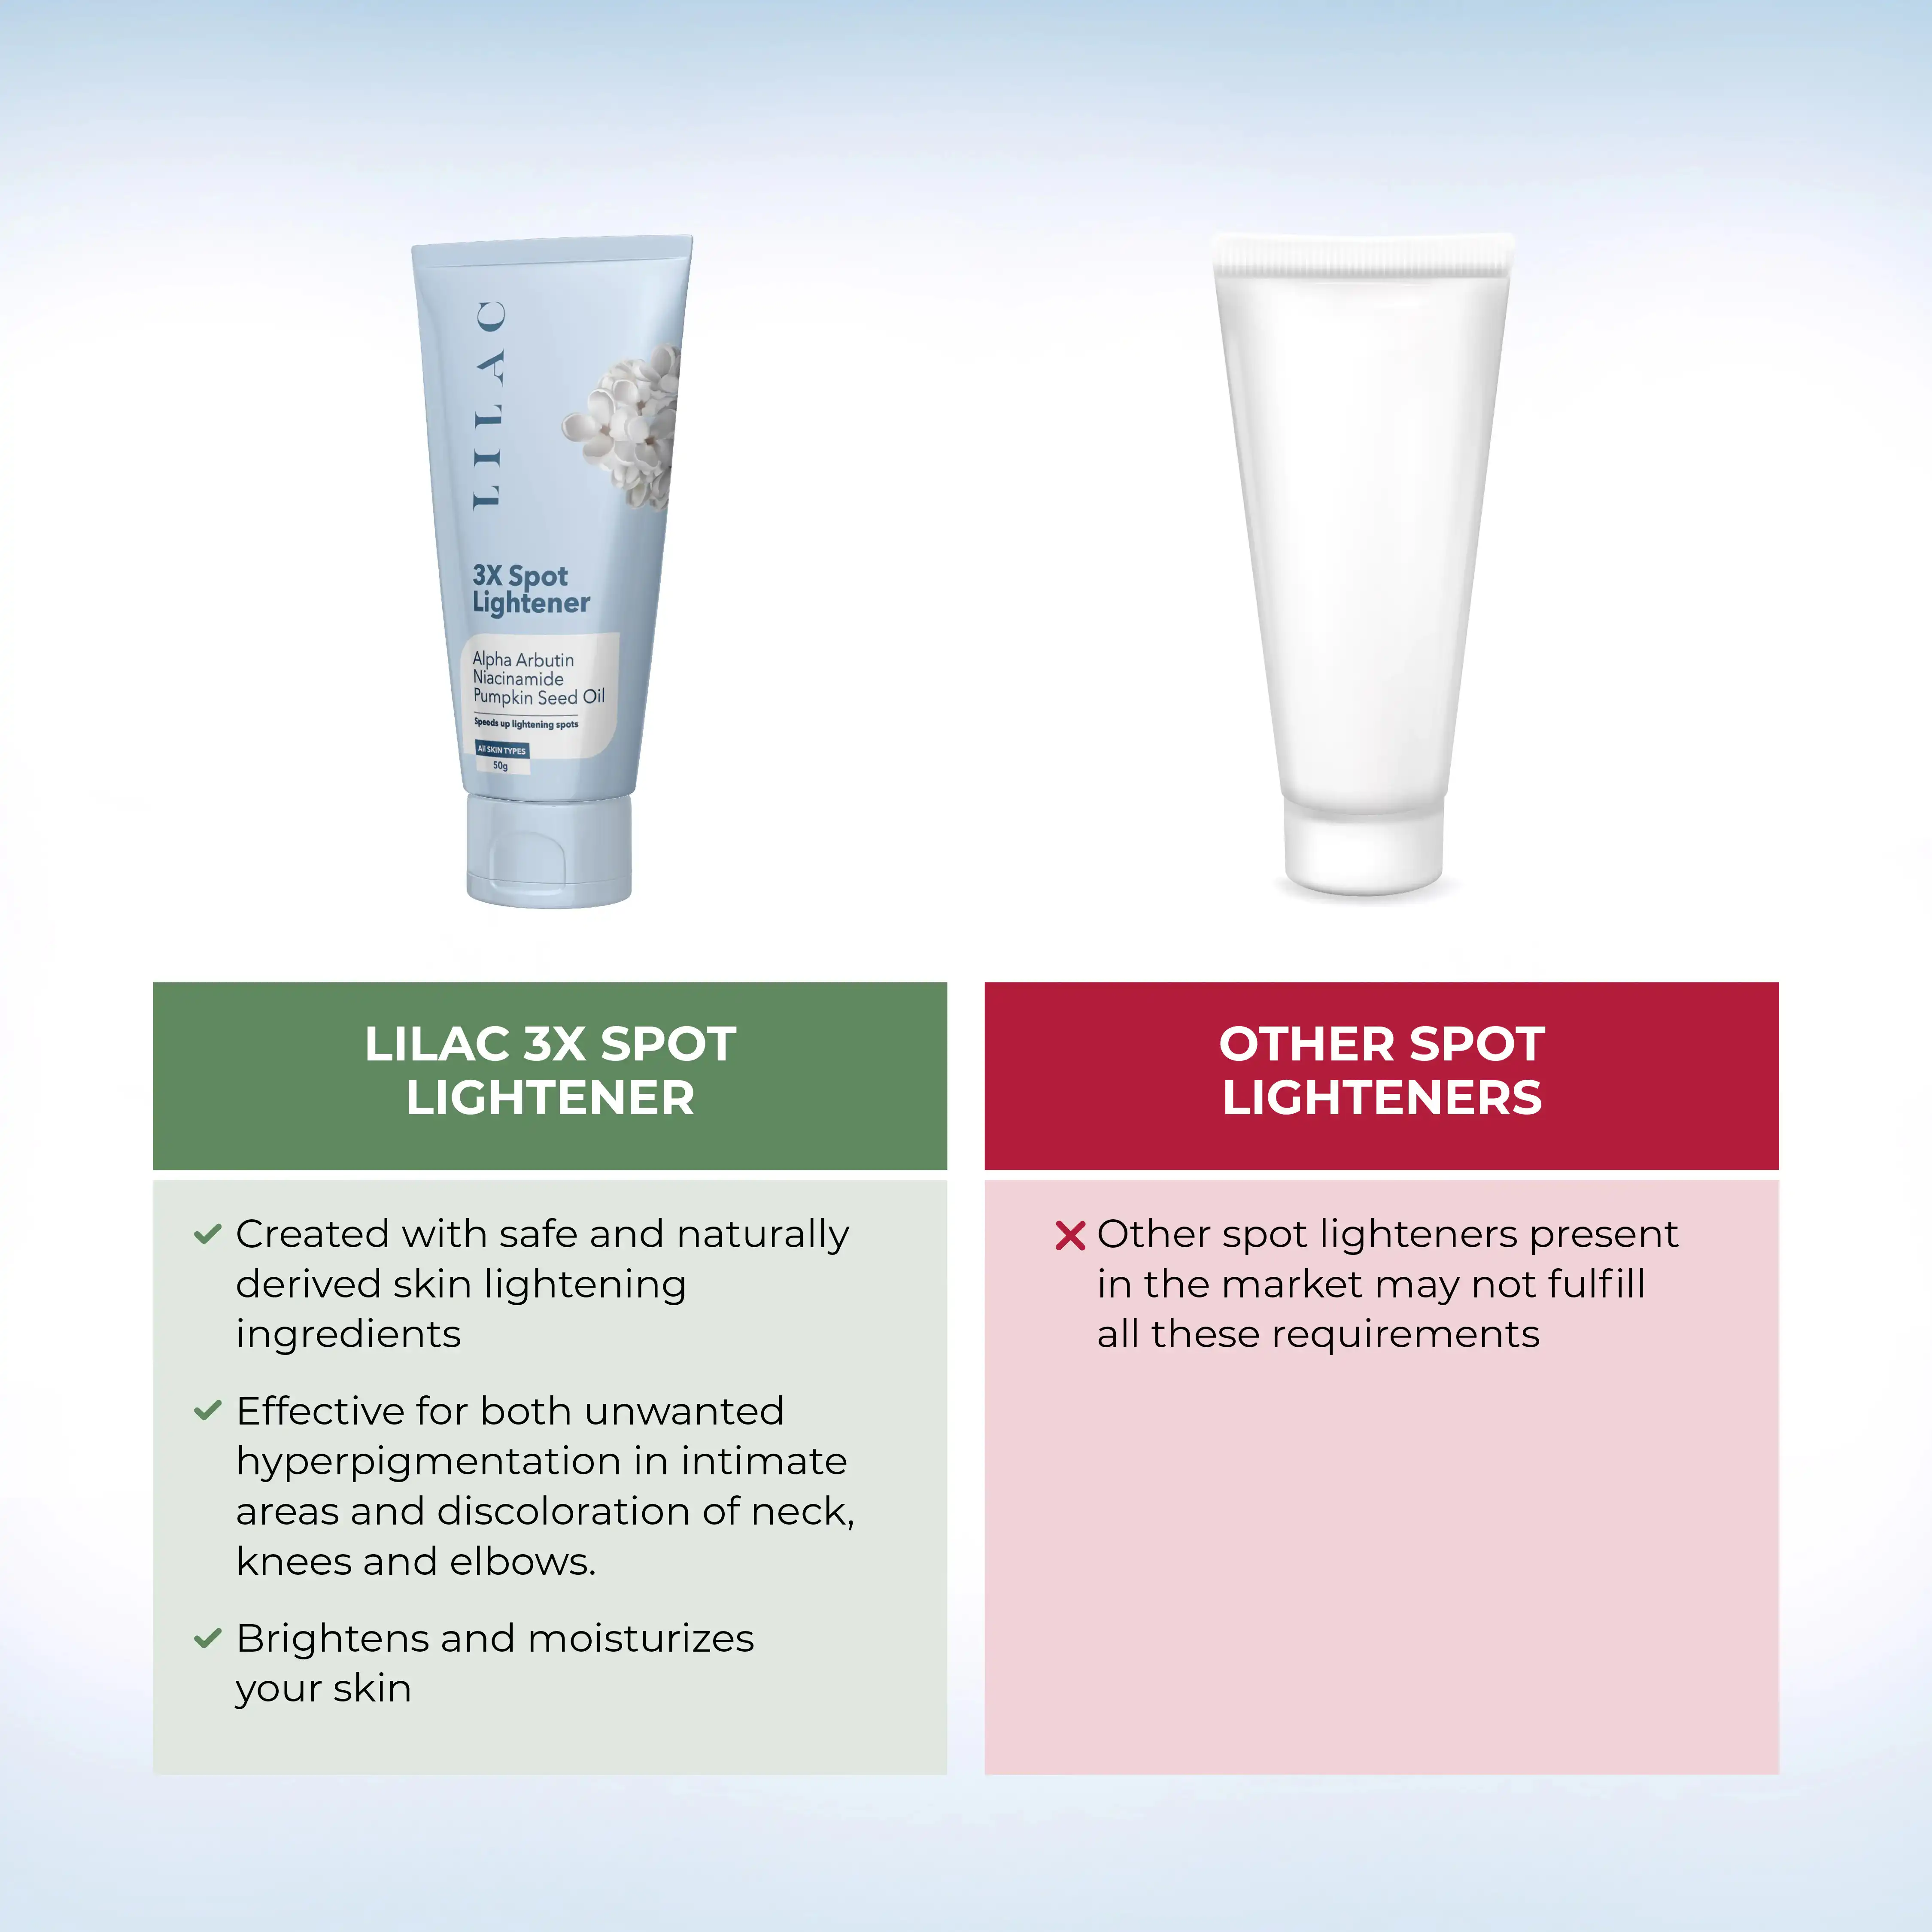 LILAC
3X Spot
Lightener
Alpha Arbutin
Niacinamide
Pumpkin Seed Oil
Speeds up lightening spots
All SKIN TYPES
50g
LILAC 3X SPOT
LIGHTENER
Created with safe and naturally
derived skin lightening
ingredients
Effective for both unwanted
hyperpigmentation in intimate
areas and discoloration of neck,
knees and elbows.
Brightens and moisturizes
your skin
OTHER SPOT
LIGHTENERS
Other spot lighteners present
in the market may not fulfill
all these requirements